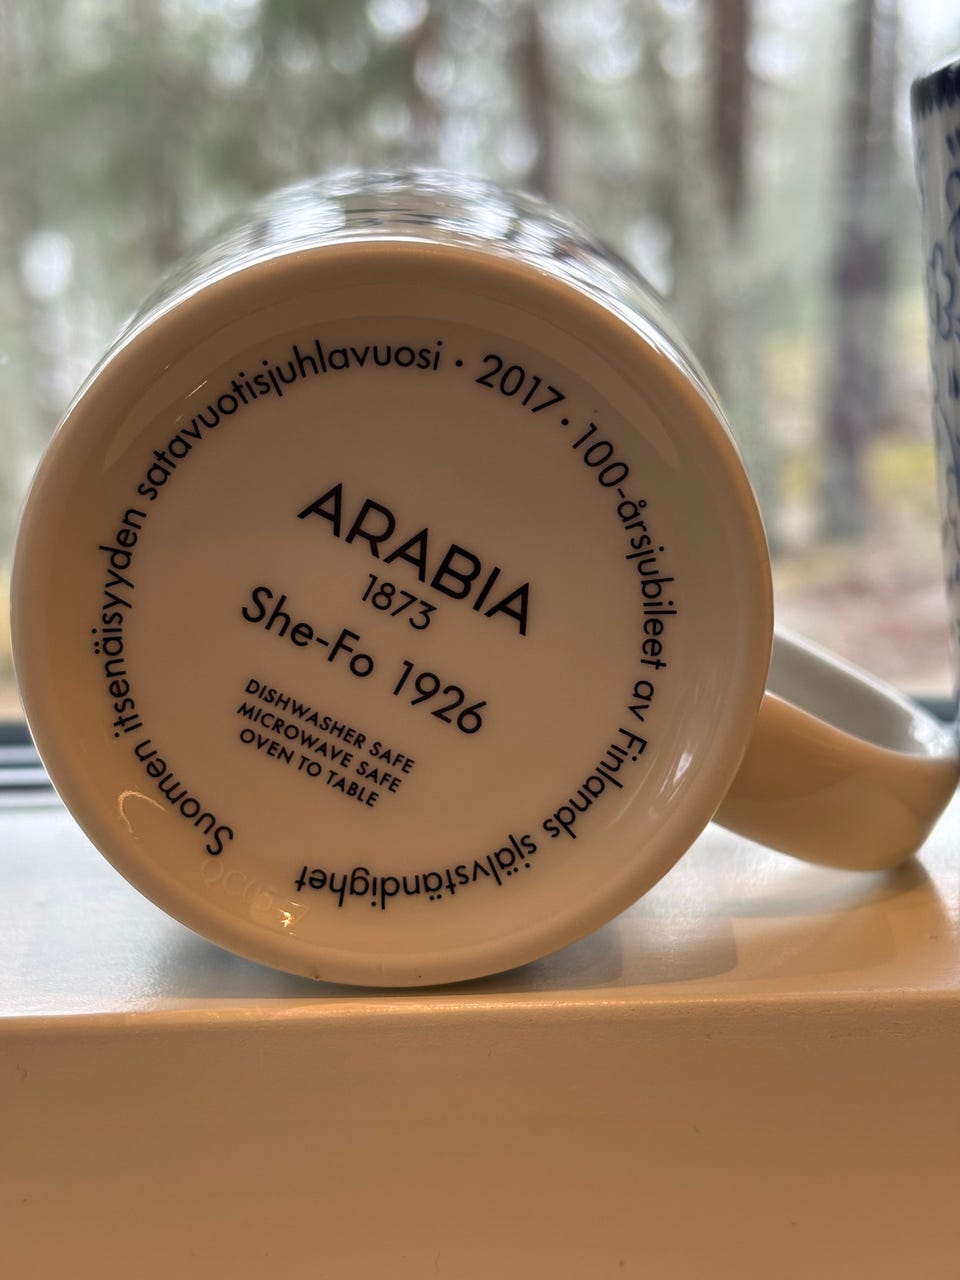 Suomen itsenäisyyden satavuotisjuhlavuosi · 2017 · 100-årsjubileet av Finlands självständighet
ARABIA
1873
She-Fo 1926
DISHWASHER SAFE
MICROWAVE SAFE
OVEN TO TABLE